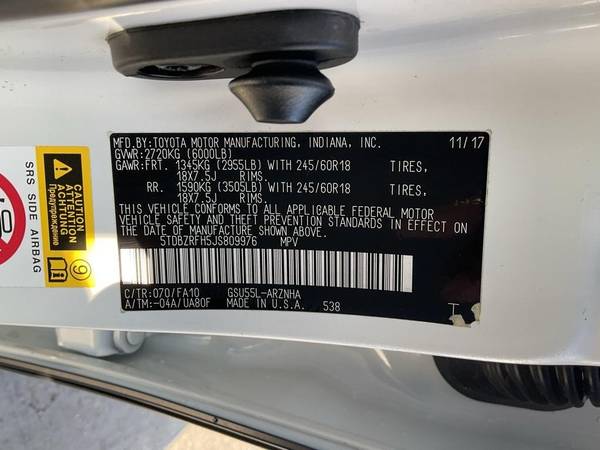 MFD.BY:TOYOTA MOTOR MANUFACTURING, INDIANA, INC. 11/17
GVWR:2720KG (6000LB)
GAWR:FRT. 1345KG (2955LB) WITH 245/60R18 TIRES,
18X7.5J RIMS.
RR. 1590KG (3505LB) WITH 245/60R18 TIRES,
18X7.5J RIMS.
THIS VEHICLE CONFORMS TO ALL APPLICABLE FEDERAL MOTOR
VEHICLE SAFETY AND THEFT PREVENTION STANDARDS IN EFFECT
ON THE DATE OF MANUFACTURE SHOWN ABOVE.
5TDBZRFH5JS809976 MPV
C/TR:070/FA10 GSU55L-ARZNHA
A/TM:-04A/UA80F MADE IN U.S.A. 538
SRS SIDE AIRBAG
CAUTION
ATTENTION
ACHTUNG
Предупреждение
9